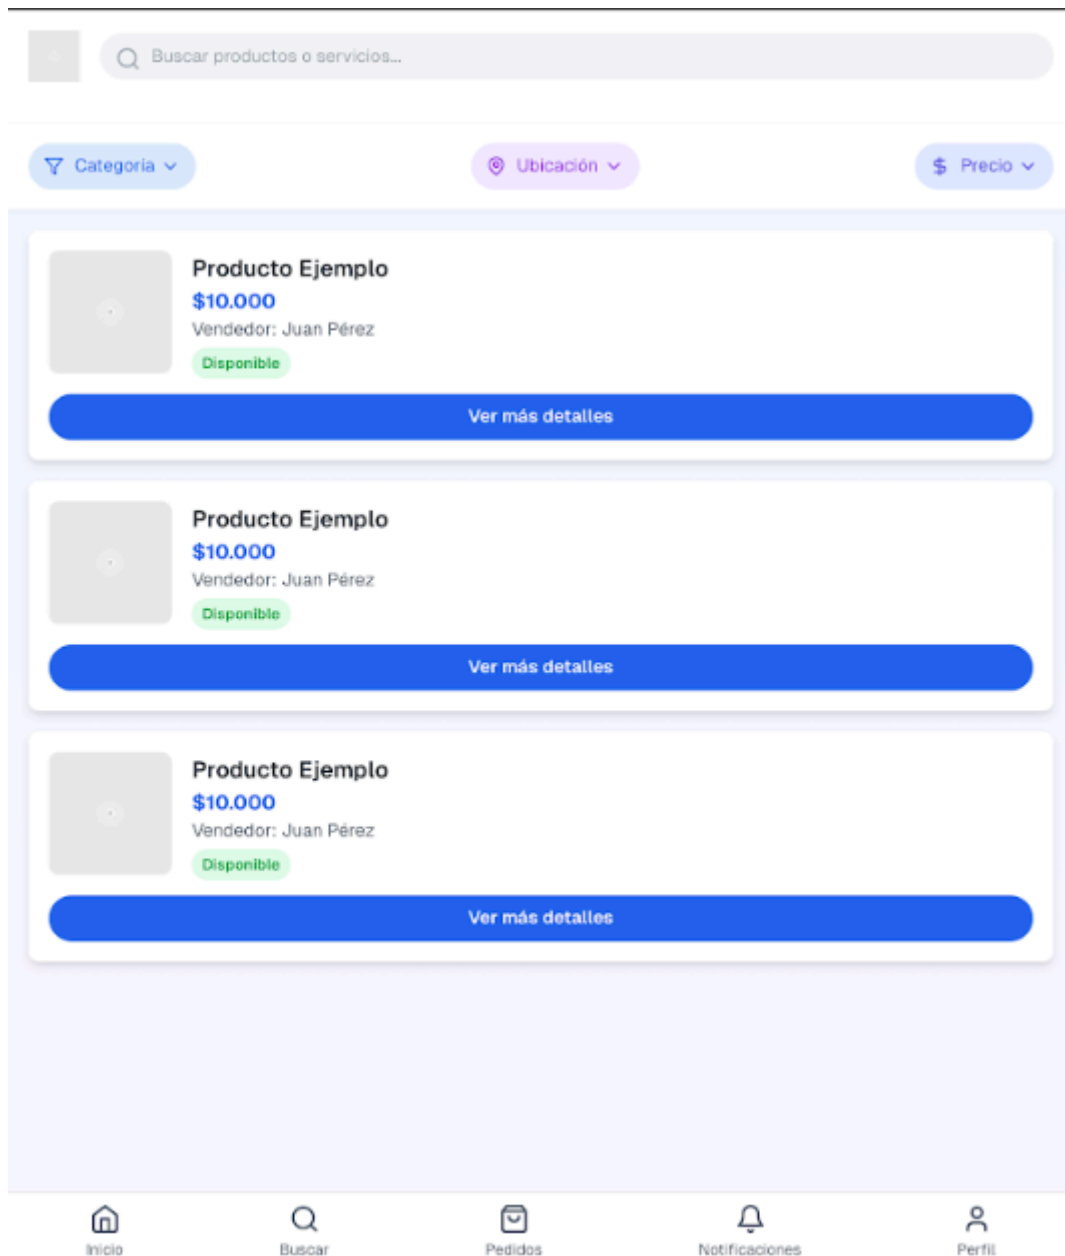 Buscar productos o servicios...
Categoría
Ubicación
$ Precio
Producto Ejemplo
$10.000
Vendedor: Juan Pérez
Disponible
Ver más detalles
Producto Ejemplo
$10.000
Vendedor: Juan Pérez
Disponible
Ver más detalles
Producto Ejemplo
$10.000
Vendedor: Juan Pérez
Disponible
Ver más detalles
Inicio Buscar Pedidos Notificaciones Perfil